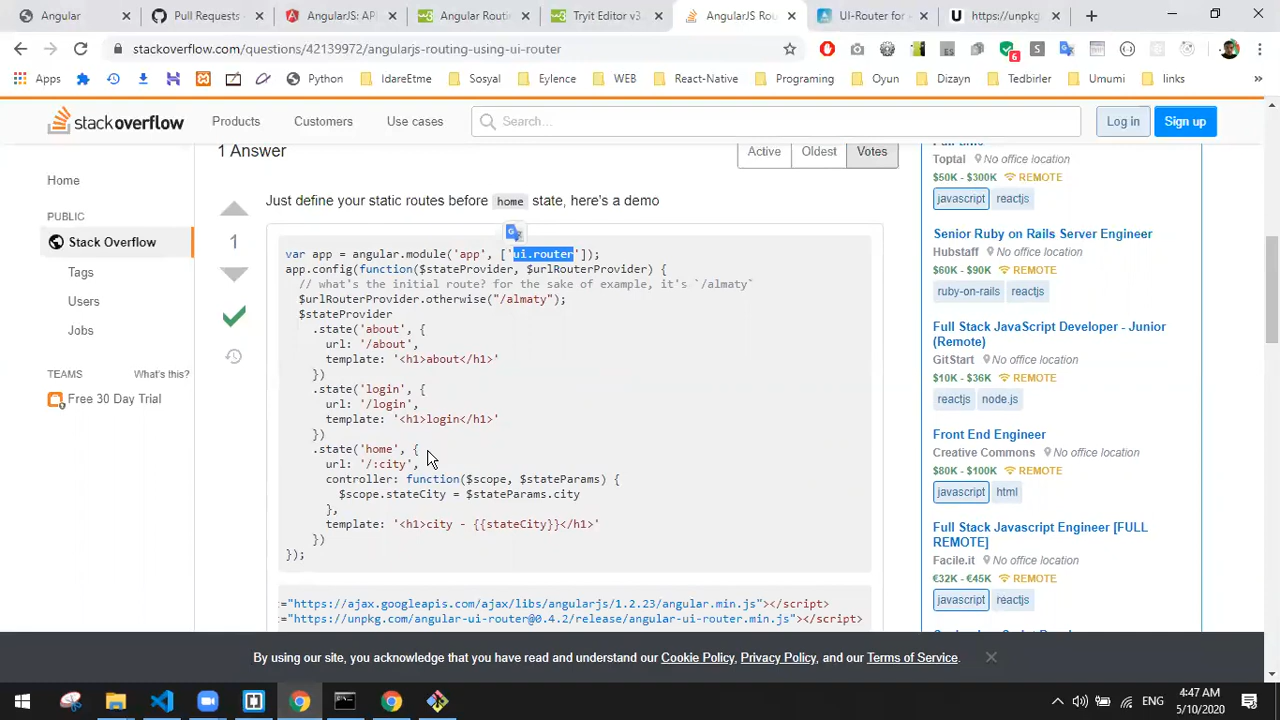 Angular
Pull Requests
AngularJS: API
Angular Routi
Tryit Editor v3
AngularJS Rou
UI-Router for
https://unpkg
stackoverflow.com/questions/42139972/angularjs-routing-using-ui-router
Apps
Python
IdareEtme
Sosyal
Eylence
WEB
React-Native
Programing
Oyun
Dizayn
Tedbirler
Umumi
links
stackoverflow
Products
Customers
Use cases
Search...
Log in
Sign up
Home
PUBLIC
Stack Overflow
Tags
Users
Jobs
TEAMS
What's this?
Free 30 Day Trial
1 Answer
Active
Oldest
Votes
Just define your static routes before home state, here's a demo
1
var app = angular.module('app', ['ui.router']);
app.config(function($stateProvider, $urlRouterProvider) {
// what's the initial route? for the sake of example, it's `/almaty`
$urlRouterProvider.otherwise("/almaty");
$stateProvider
.state('about', {
url: '/about',
template: '<h1>about</h1>'
})
.state('login', {
url: '/login',
template: '<h1>login</h1>'
})
.state('home', {
url: '/:city',
controller: function($scope, $stateParams) {
$scope.stateCity = $stateParams.city
},
template: '<h1>city - {{stateCity}}</h1>'
})
});
="https://ajax.googleapis.com/ajax/libs/angularjs/1.2.23/angular.min.js"></script>
="https://unpkg.com/angular-ui-router@0.4.2/release/angular-ui-router.min.js"></script>
Toptal No office location
$50K - $300K REMOTE
javascript reactjs
Senior Ruby on Rails Server Engineer
Hubstaff No office location
$60K - $90K REMOTE
ruby-on-rails reactjs
Full Stack JavaScript Developer - Junior
(Remote)
GitStart No office location
$10K - $36K REMOTE
reactjs node.js
Front End Engineer
Creative Commons No office location
$80K - $100K REMOTE
javascript html
Full Stack Javascript Engineer [FULL
REMOTE]
Facile.it No office location
€32K - €45K REMOTE
javascript reactjs
By using our site, you acknowledge that you have read and understand our Cookie Policy, Privacy Policy, and our Terms of Service.
6
ENG
4:47 AM
5/10/2020